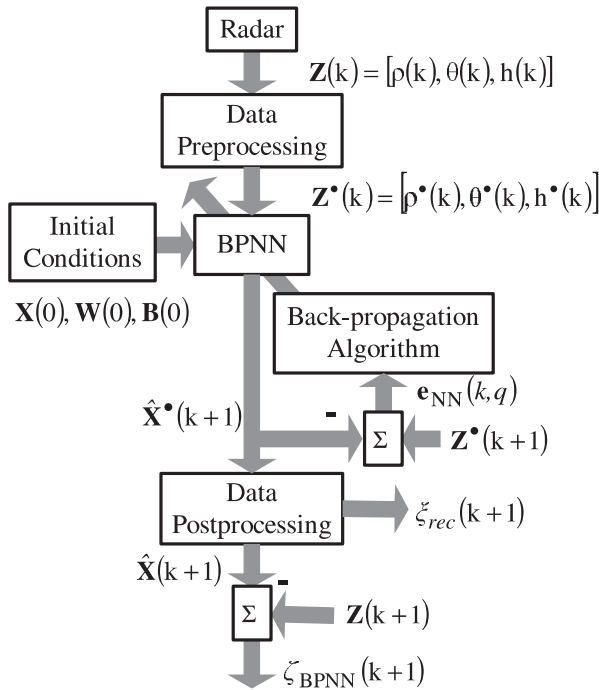 Radar
Z(k) = [ρ(k), θ(k), h(k)]
Data
Preprocessing
Z•(k) = [ρ•(k), θ•(k), h•(k)]
Initial
Conditions
BPNN
X(0), W(0), B(0)
Back-propagation
Algorithm
e_NN(k,q)
X̂•(k+1)
-
Σ
Z•(k+1)
Data
Postprocessing
ξ_rec(k+1)
X̂(k+1)
-
Σ
Z(k+1)
ζ_BPNN(k+1)